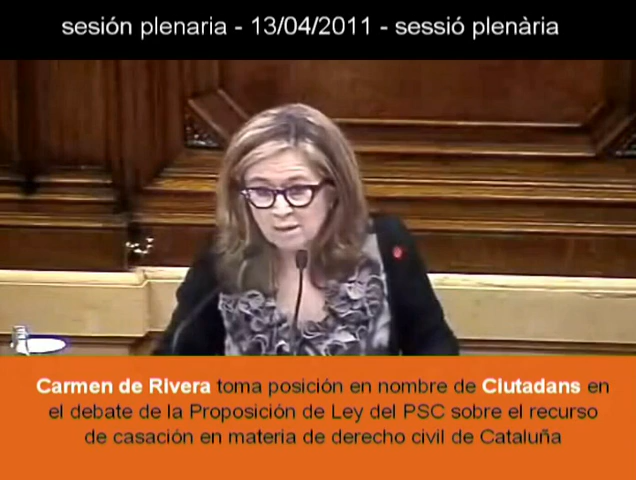 sesión plenaria - 13/04/2011 - sessió plenària
Carmen de Rivera toma posición en nombre de Ciutadans en
el debate de la Proposición de Ley del PSC sobre el recurso
de casación en materia de derecho civil de Cataluña